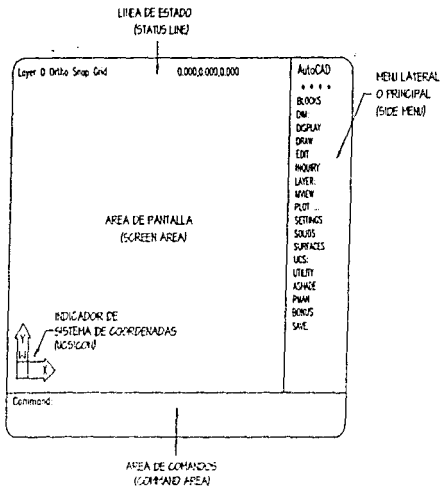 LINEA DE ESTADO
(STATUS LINE)
Layer 0 Ortho Snap Grid
0.000,0.000,0.000
AutoCAD
* * * *
BLOCKS
DIM:
DISPLAY
DRAW
EDIT
INQUIRY
LAYER:
MVIEW
PLOT ...
SETTINGS
SOLIDS
SURFACES
UCS:
UTILITY
ASHADE
PMAN
BONUS
SAVE:
MENU LATERAL
O PRINCIPAL
(SIDE MENU)
AREA DE PANTALLA
(SCREEN AREA)
INDICADOR DE
SISTEMA DE COORDENADAS
(UCSICON)
Y
W
X
Command:
AREA DE COMANDOS
(COMMAND AREA)